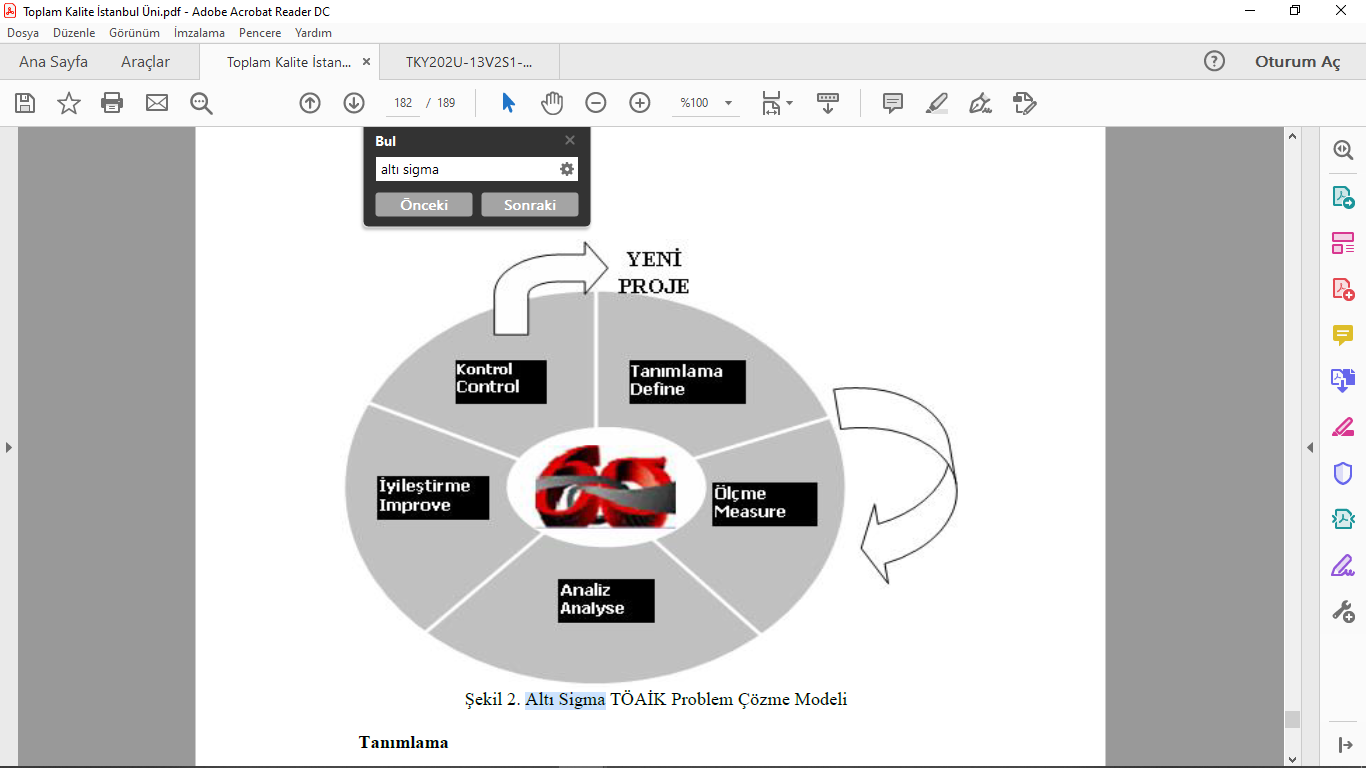 Toplam Kalite İstanbul Üni.pdf - Adobe Acrobat Reader DC
Dosya Düzenle Görünüm İmzalama Pencere Yardım
Ana Sayfa Araçlar Toplam Kalite İstan... × TKY202U-13V2S1-... ? Oturum Aç
182 / 189 %100
Bul
altı sigma
Önceki Sonraki
YENİ
PROJE
Kontrol
Control
Tanımlama
Define
İyileştirme
Improve
6σ
Ölçme
Measure
Analiz
Analyse
Şekil 2. Altı Sigma TÖAİK Problem Çözme Modeli
Tanımlama